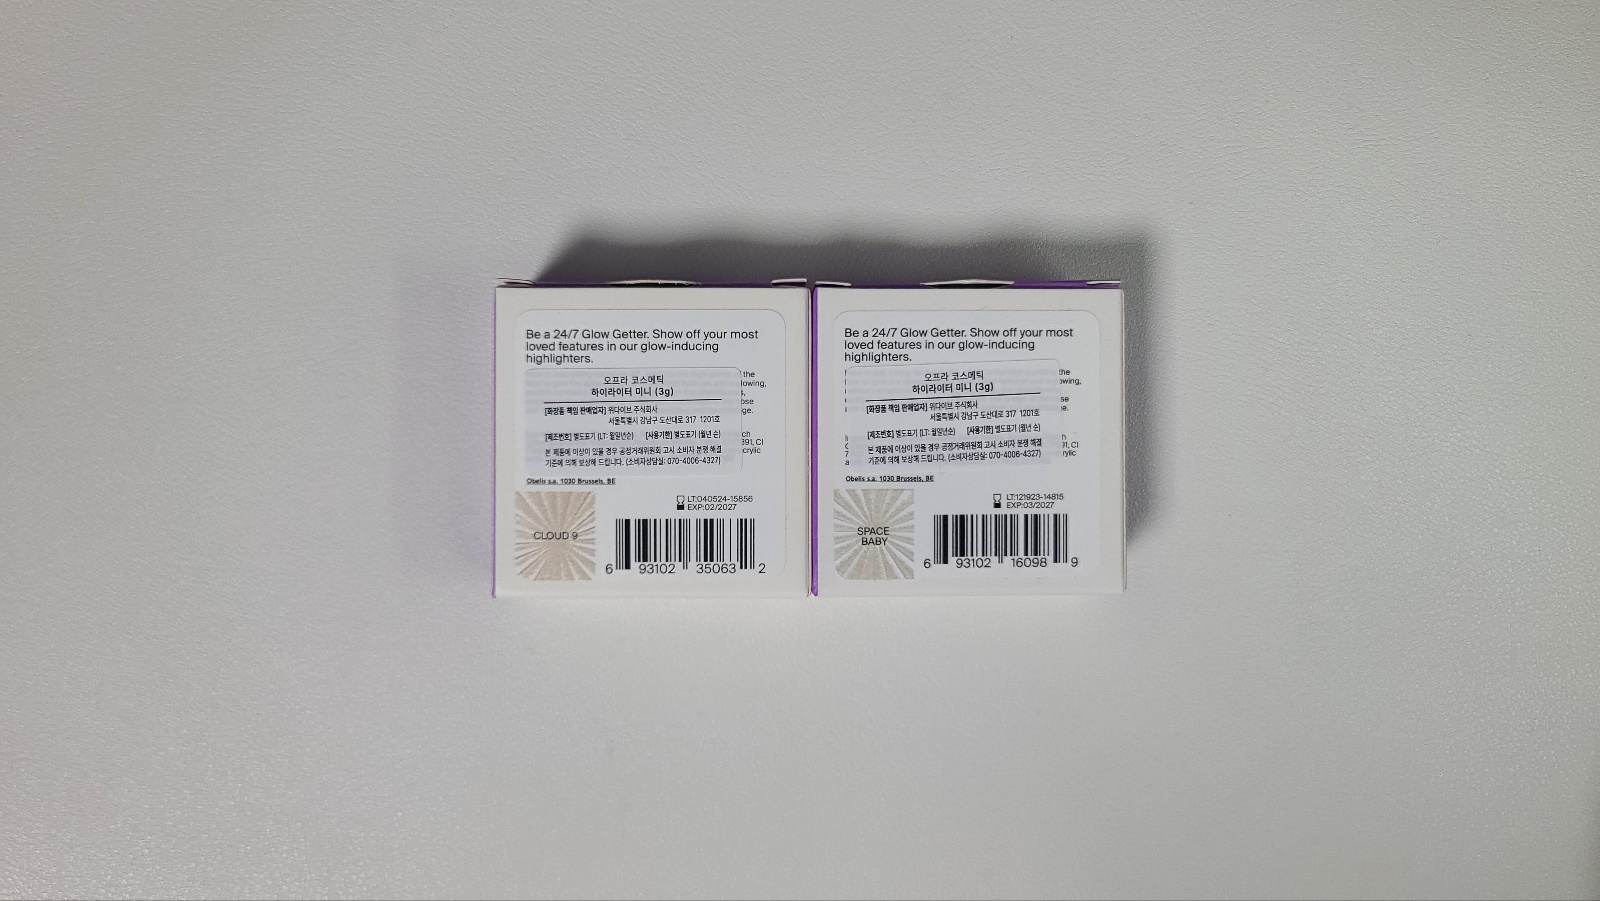 Be a 24/7 Glow Getter. Show off your most
loved features in our glow-inducing
highlighters.
the
lowing,
ge.
391, CI
오프라 코스메틱
하이라이터 미니 (3g)
[화장품 책임 판매업자] 위다이브 주식회사
서울특별시 강남구 도산대로 317 1201호
[제조번호] 별도표기 (LT: 월일년순) [사용기한] 별도표기 (월년 순)
본 제품에 이상이 있을 경우 공정거래위원회 고시 소비자 분쟁 해결
기준에 의해 보상해 드립니다. (소비자상담실: 070-4006-4327)
Obelis s.a. 1030 Brussels, BE
LT:040524-15856
EXP:02/2027
CLOUD 9
6 93102 35063 2
Be a 24/7 Glow Getter. Show off your most
loved features in our glow-inducing
highlighters.
the
owing,
오프라 코스메틱
하이라이터 미니 (3g)
[화장품 책임 판매업자] 위다이브 주식회사
서울특별시 강남구 도산대로 317 1201호
[제조번호] 별도표기 (LT: 월일년순) [사용기한] 별도표기 (월년 순)
본 제품에 이상이 있을 경우 공정거래위원회 고시 소비자 분쟁 해결
기준에 의해 보상해 드립니다. (소비자상담실: 070-4006-4327)
Obelis s.a. 1030 Brussels, BE
LT:121923-14815
EXP:03/2027
SPACE
BABY
6 93102 16098 9